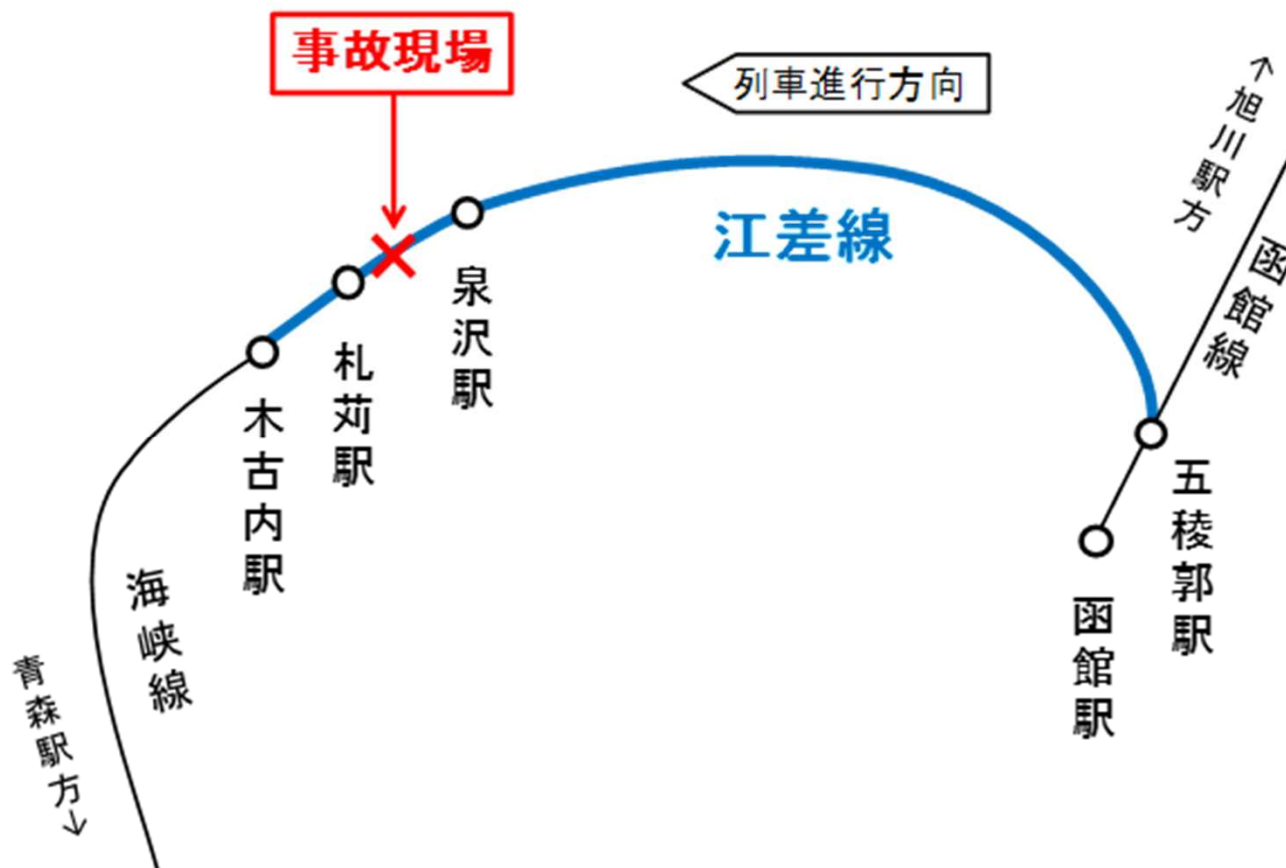 事故現場
列車進行方向
↑旭川駅方
函館線
江差線
泉沢駅
札苅駅
木古内駅
五稜郭駅
函館駅
海峡線
青森駅方↓